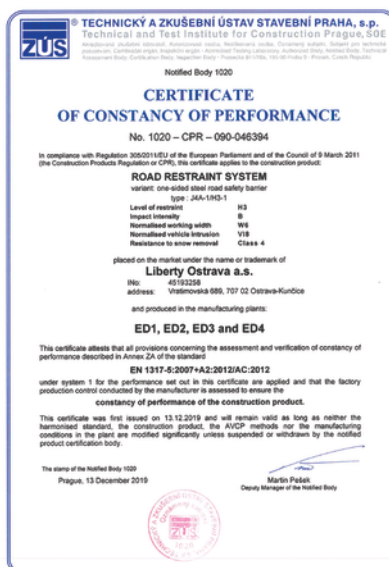 TECHNICKÝ A ZKUŠEBNÍ ÚSTAV STAVEBNÍ PRAHA, s.p.
Technical and Test Institute for Construction Prague, SOE
ZÚS
Notified Body 1020
CERTIFICATE
OF CONSTANCY OF PERFORMANCE
No. 1020 – CPR – 090-046394
In compliance with Regulation 305/2011/EU of the European Parliament and of the Council of 9 March 2011
(the Construction Products Regulation or CPR), this certificate applies to the construction product:
ROAD RESTRAINT SYSTEM
variant: one-sided steel road safety barrier
type : J4A-1/H3-1
Level of restraint H3
Impact intensity B
Normalised working width W6
Normalised vehicle intrusion VI8
Resistance to snow removal Class 4
placed on the market under the name or trademark of
Liberty Ostrava a.s.
INo: 45193258
address: Vratimovská 689, 707 02 Ostrava-Kunčice
and produced in the manufacturing plants:
ED1, ED2, ED3 and ED4
This certificate attests that all provisions concerning the assessment and verification of constancy of
performance described in Annex ZA of the standard
EN 1317-5:2007+A2:2012/AC:2012
under system 1 for the performance set out in this certificate are applied and that the factory
production control conducted by the manufacturer is assessed to ensure the
constancy of performance of the construction product.
This certificate was first issued on 13.12.2019 and will remain valid as long as neither the
harmonised standard, the construction product, the AVCP methods nor the manufacturing
conditions in the plant are modified significantly unless suspended or withdrawn by the notified
product certification body.
The stamp of the Notified Body 1020
Prague, 13 December 2019
Martin Pešek
Deputy Manager of the Notified Body
ZÚS